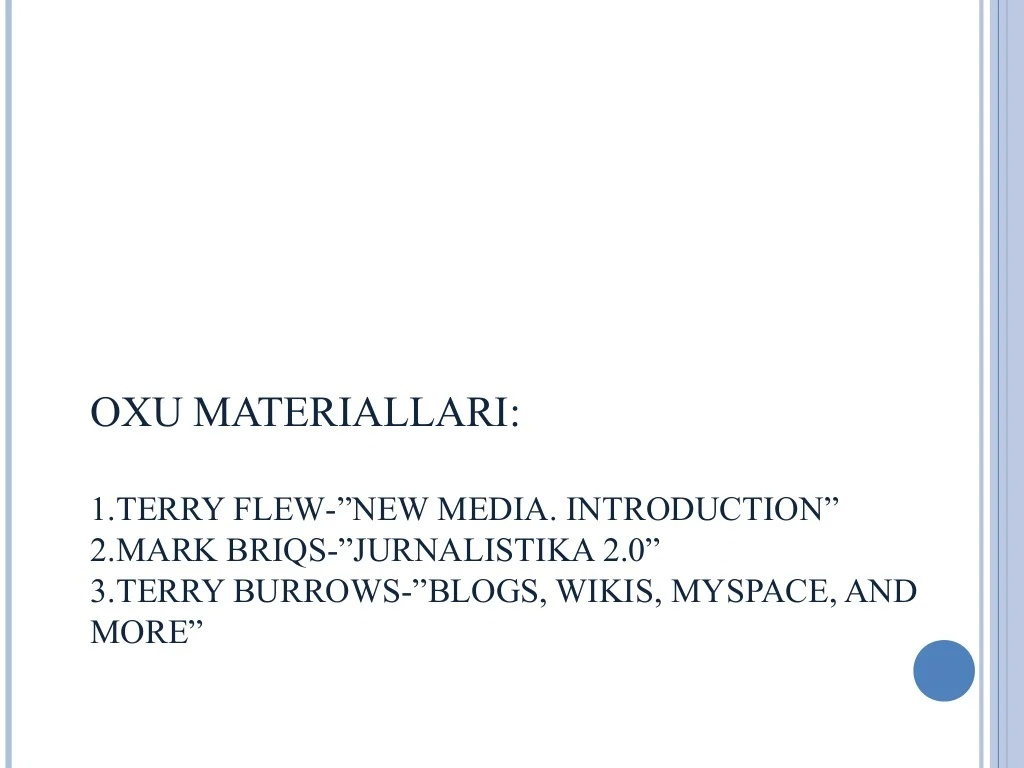 OXU MATERIALLARI:
1.TERRY FLEW-”NEW MEDIA. INTRODUCTION”
2.MARK BRIQS-”JURNALISTIKA 2.0”
3.TERRY BURROWS-”BLOGS, WIKIS, MYSPACE, AND
MORE”